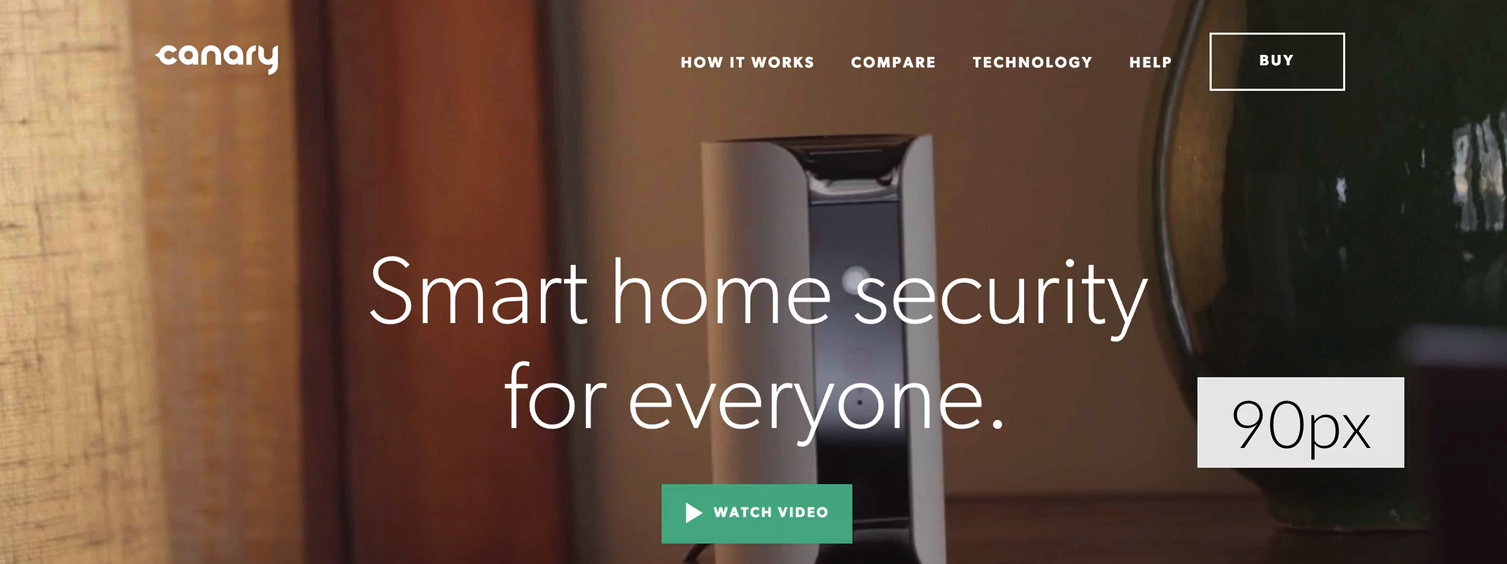 canary
HOW IT WORKS COMPARE TECHNOLOGY HELP BUY
Smart home security
for everyone.
90px
WATCH VIDEO